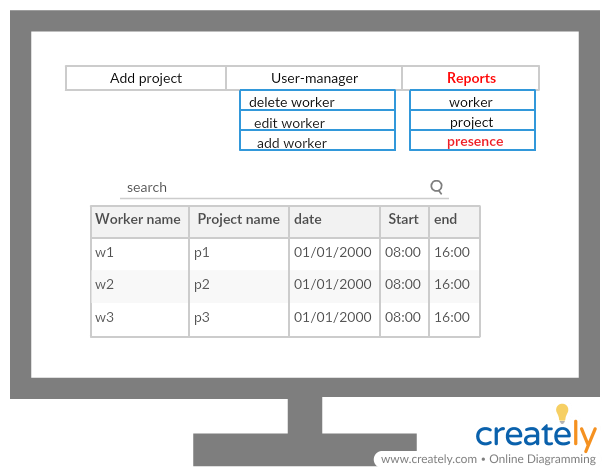 Add project User-manager Reports
delete worker worker
edit worker project
add worker presence
search
Worker name Project name date Start end
w1 p1 01/01/2000 08:00 16:00
w2 p2 01/01/2000 08:00 16:00
w3 p3 01/01/2000 08:00 16:00
creately
www.creately.com • Online Diagramming